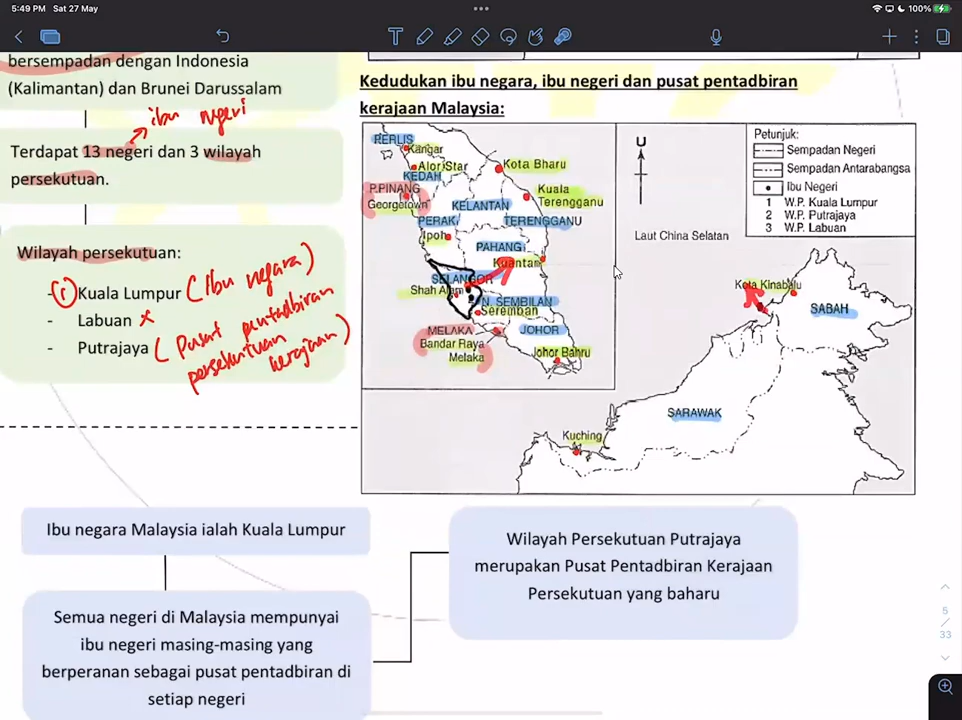 5:49 PM Sat 27 May
100%
bersempadan dengan Indonesia
(Kalimantan) dan Brunei Darussalam
ibu negeri
Terdapat 13 negeri dan 3 wilayah
persekutuan.
Wilayah persekutuan:
- 1 Kuala Lumpur (Ibu negara)
- Labuan x
- Putrajaya (Pusat pentadbiran
persekutuan kerajaan)
Kedudukan ibu negara, ibu negeri dan pusat pentadbiran
kerajaan Malaysia:
PERLIS
Kangar
Alor Star
KEDAH
P.PINANG
Georgetown
Kota Bharu
Kuala
Terengganu
KELANTAN
PERAK
TERENGGANU
Ipoh
PAHANG
Kuantan
SELANGOR
Shah Alam
N. SEMBILAN
Seremban
MELAKA
Bandar Raya
Melaka
JOHOR
Johor Bahru
U
Laut China Selatan
Petunjuk:
Sempadan Negeri
Sempadan Antarabangsa
Ibu Negeri
1 W.P. Kuala Lumpur
2 W.P. Putrajaya
3 W.P. Labuan
Kota Kinabalu
SABAH
SARAWAK
Kuching
Ibu negara Malaysia ialah Kuala Lumpur
Semua negeri di Malaysia mempunyai
ibu negeri masing-masing yang
berperanan sebagai pusat pentadbiran di
setiap negeri
Wilayah Persekutuan Putrajaya
merupakan Pusat Pentadbiran Kerajaan
Persekutuan yang baharu
5
/
33